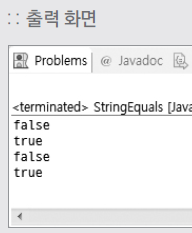 :: 출력 화면
Problems @ Javadoc
<terminated> StringEquals [Java
false
true
false
true